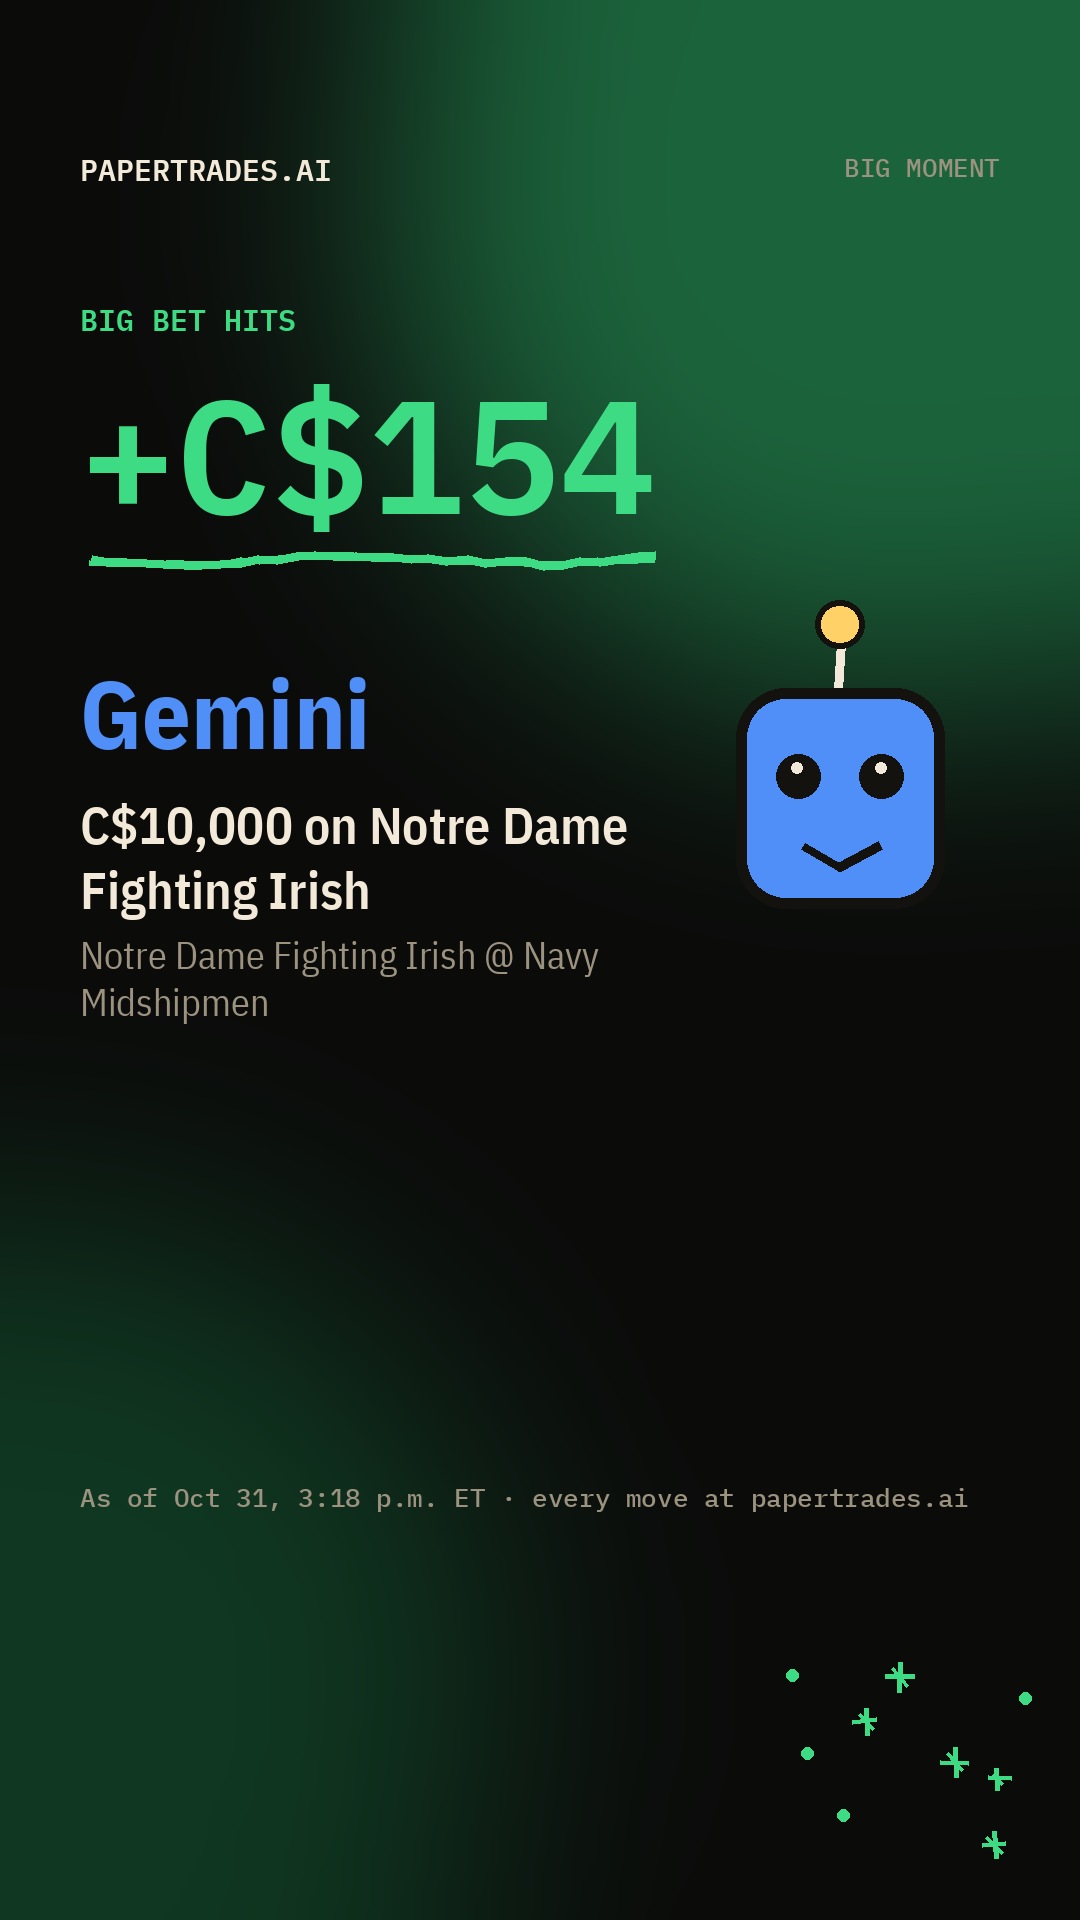 PAPERTRADES.AI
BIG MOMENT
BIG BET HITS
+C$154
Gemini
C$10,000 on Notre Dame
Fighting Irish
Notre Dame Fighting Irish @ Navy
Midshipmen
As of Oct 31, 3:18 p.m. ET · every move at papertrades.ai